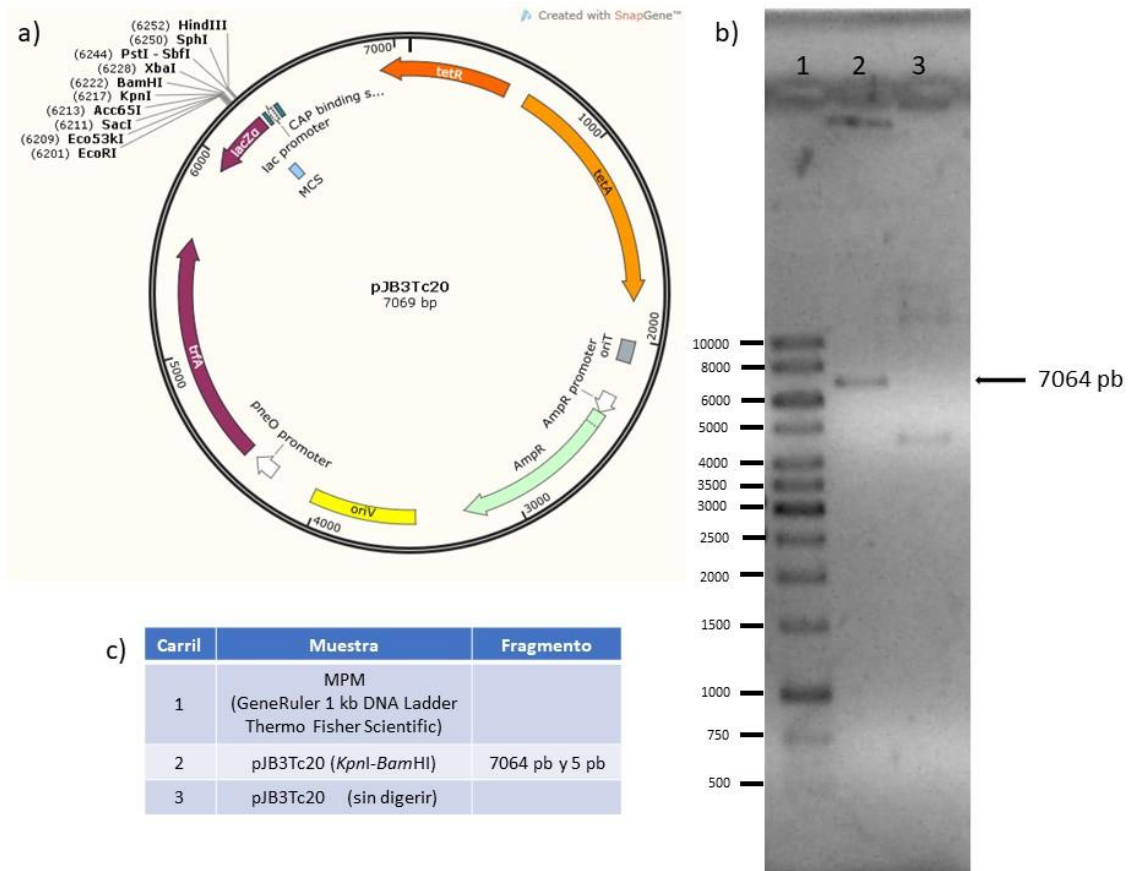 Created with SnapGene™
a)
(6252) HindIII
(6250) SphI
(6244) PstI - SbfI
(6228) XbaI
(6222) BamHI
(6217) KpnI
(6213) Acc65I
(6211) SacI
(6209) Eco53kI
(6201) EcoRI
7000
tetR
1000
tetA
2000
oriT
AmpR promoter
AmpR
3000
oriV
4000
pneO promoter
trfA
5000
6000
lacZα
CAP binding s...
lac promoter
MCS
pJB3Tc20
7069 bp
b)
1 2 3
10000
8000
6000
5000
4000
3500
3000
2500
2000
1500
1000
750
500
7064 pb
c)
Carril Muestra Fragmento
1 MPM
(GeneRuler 1 kb DNA Ladder
Thermo Fisher Scientific)
2 pJB3Tc20 (KpnI-BamHI) 7064 pb y 5 pb
3 pJB3Tc20 (sin digerir)